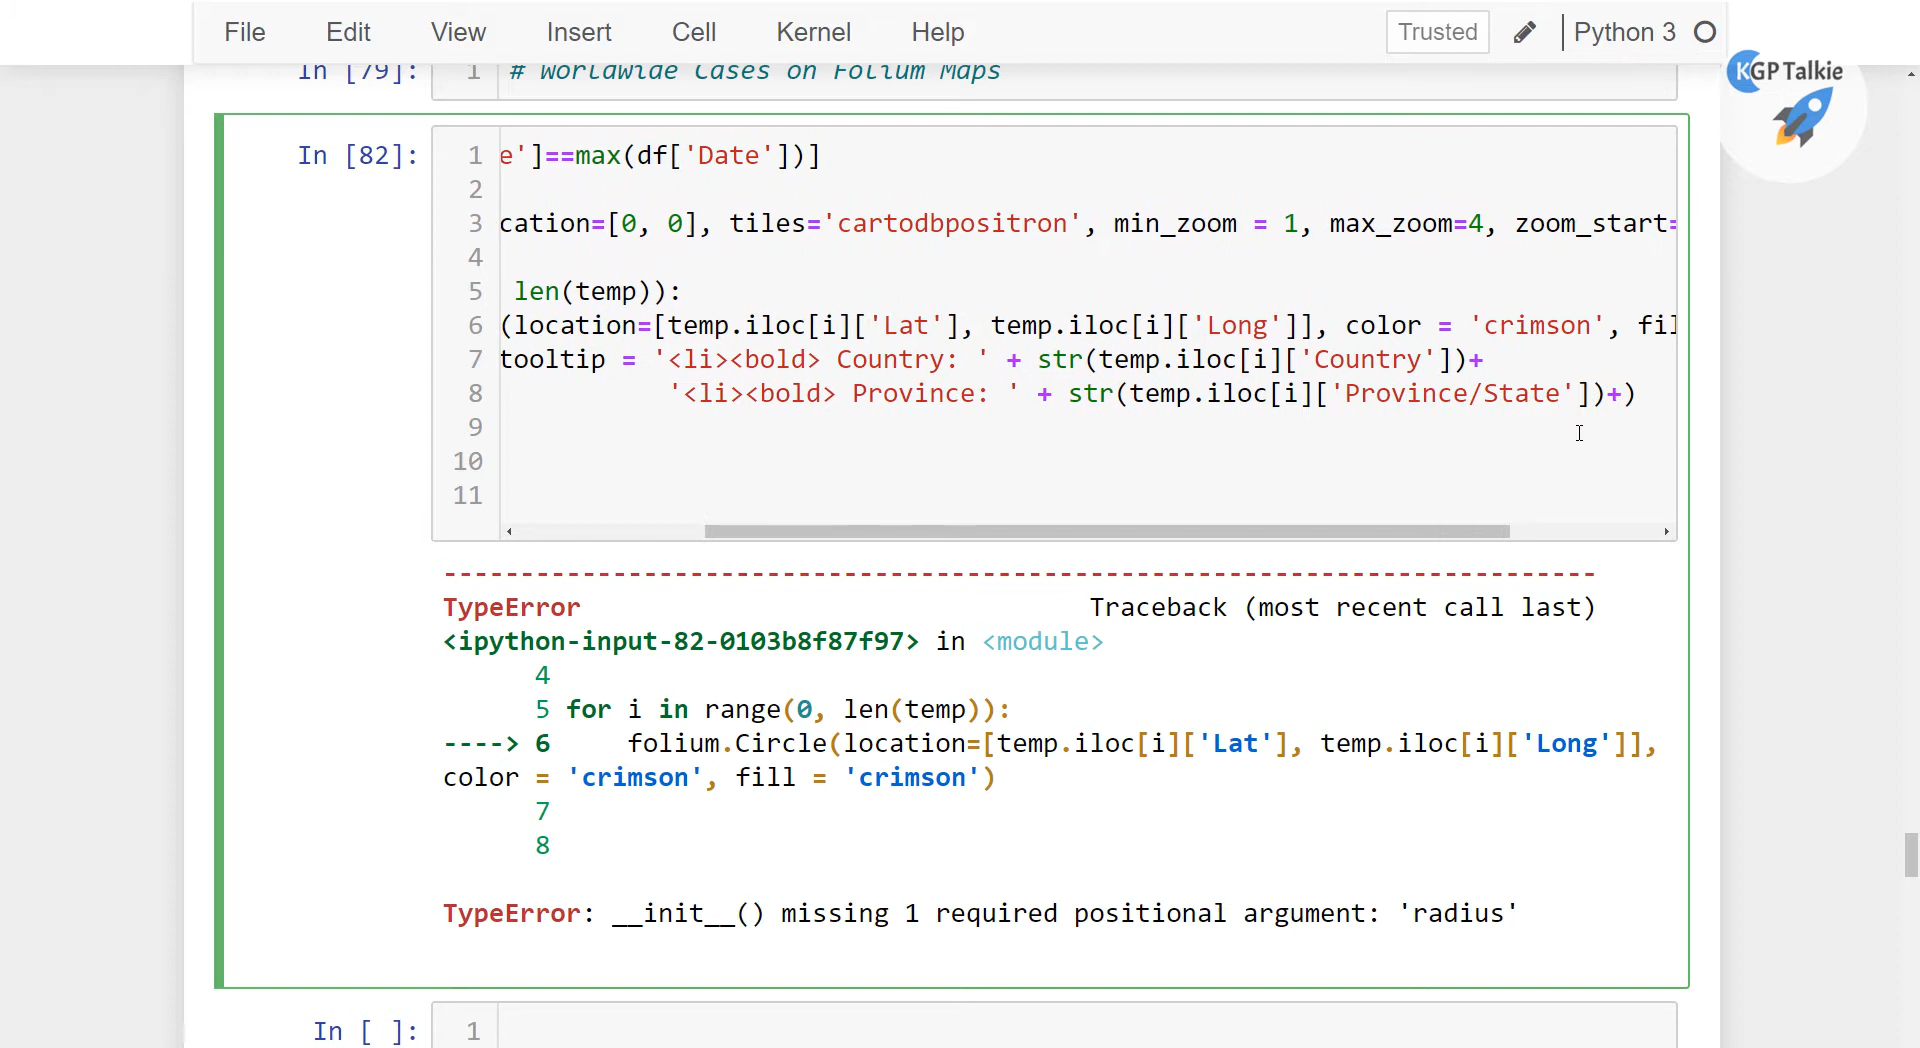 File Edit View Insert Cell Kernel Help Trusted Python 3
KGP Talkie
In [79]: 1 # Worldwide Cases on Folium Maps
In [82]: 1 e']==max(df['Date'])]
2
3 cation=[0, 0], tiles='cartodbpositron', min_zoom = 1, max_zoom=4, zoom_start=
4
5 len(temp)):
6 (location=[temp.iloc[i]['Lat'], temp.iloc[i]['Long']], color = 'crimson', fil
7 tooltip = '<li><bold> Country: ' + str(temp.iloc[i]['Country'])+
8 '<li><bold> Province: ' + str(temp.iloc[i]['Province/State'])+)
9
10
11
---------------------------------------------------------------------------
TypeError Traceback (most recent call last)
<ipython-input-82-0103b8f87f97> in <module>
4
5 for i in range(0, len(temp)):
----> 6 folium.Circle(location=[temp.iloc[i]['Lat'], temp.iloc[i]['Long']],
color = 'crimson', fill = 'crimson')
7
8
TypeError: __init__() missing 1 required positional argument: 'radius'
In [ ]: 1